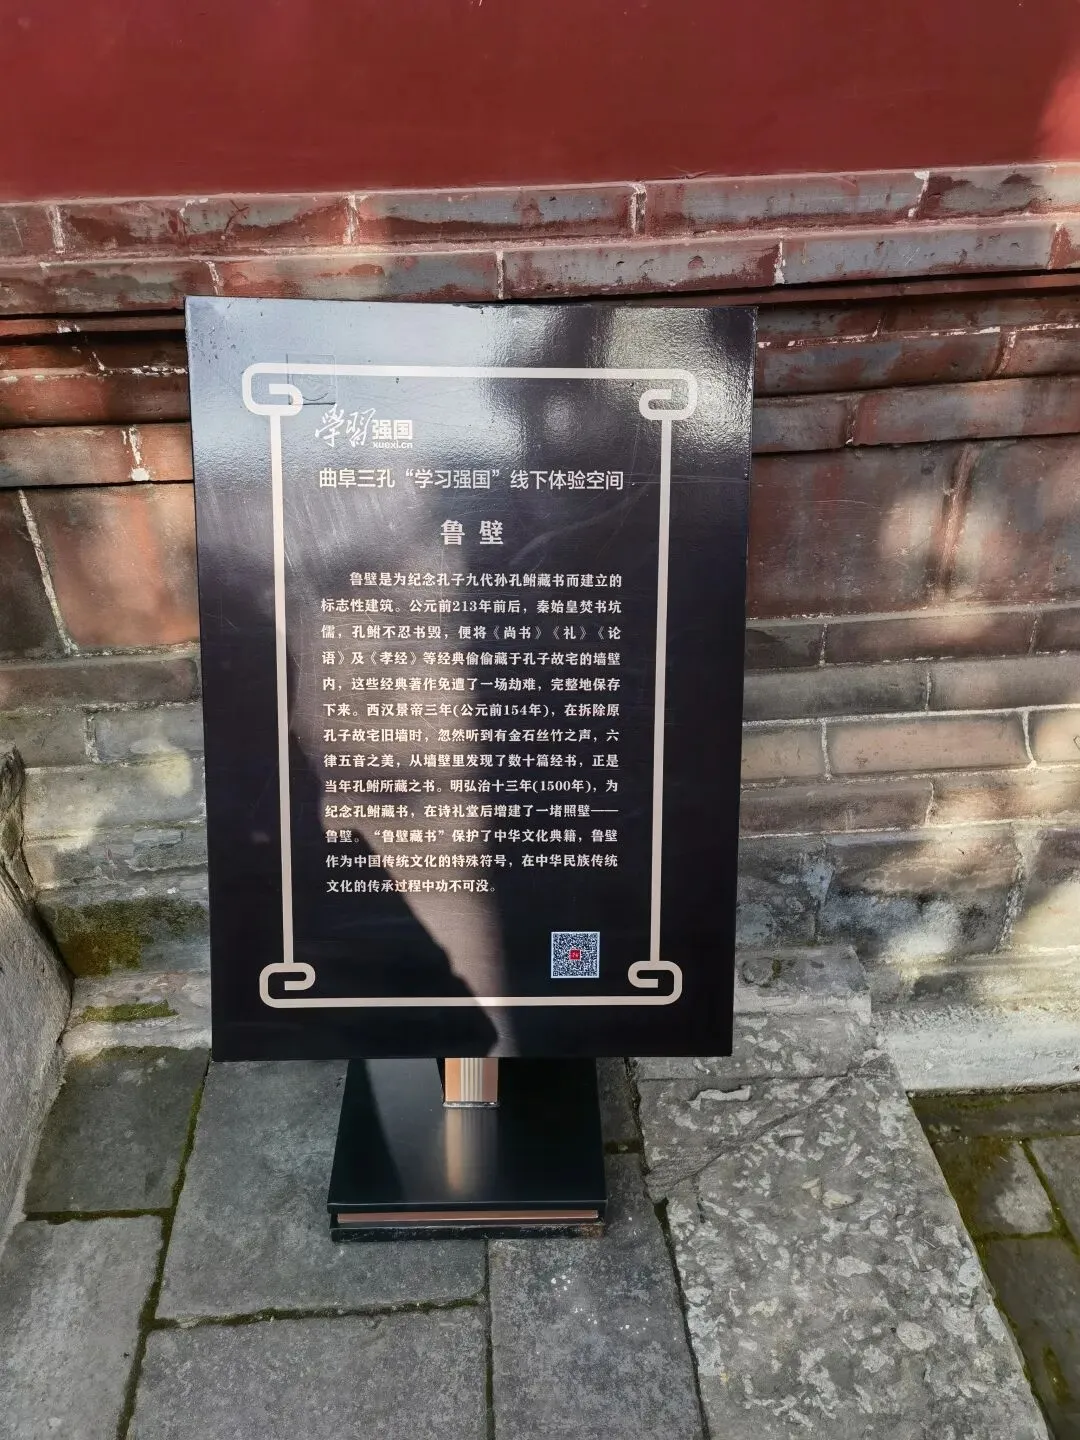 學習强国
xuexi.cn
曲阜三孔“学习强国”线下体验空间
鲁 壁
鲁壁是为纪念孔子九代孙孔鲋藏书而建立的
标志性建筑。公元前213年前后，秦始皇焚书坑
儒，孔鲋不忍书毁，便将《尚书》《礼》《论
语》及《孝经》等经典偷偷藏于孔子故宅的墙壁
内，这些经典著作免遭了一场劫难，完整地保存
下来。西汉景帝三年(公元前154年)，在拆除原
孔子故宅旧墙时，忽然听到有金石丝竹之声，六
律五音之美，从墙壁里发现了数十篇经书，正是
当年孔鲋所藏之书。明弘治十三年(1500年)，为
纪念孔鲋藏书，在诗礼堂后增建了一堵照壁——
鲁壁。“鲁壁藏书”保护了中华文化典籍，鲁壁
作为中国传统文化的特殊符号，在中华民族传统
文化的传承过程中功不可没。